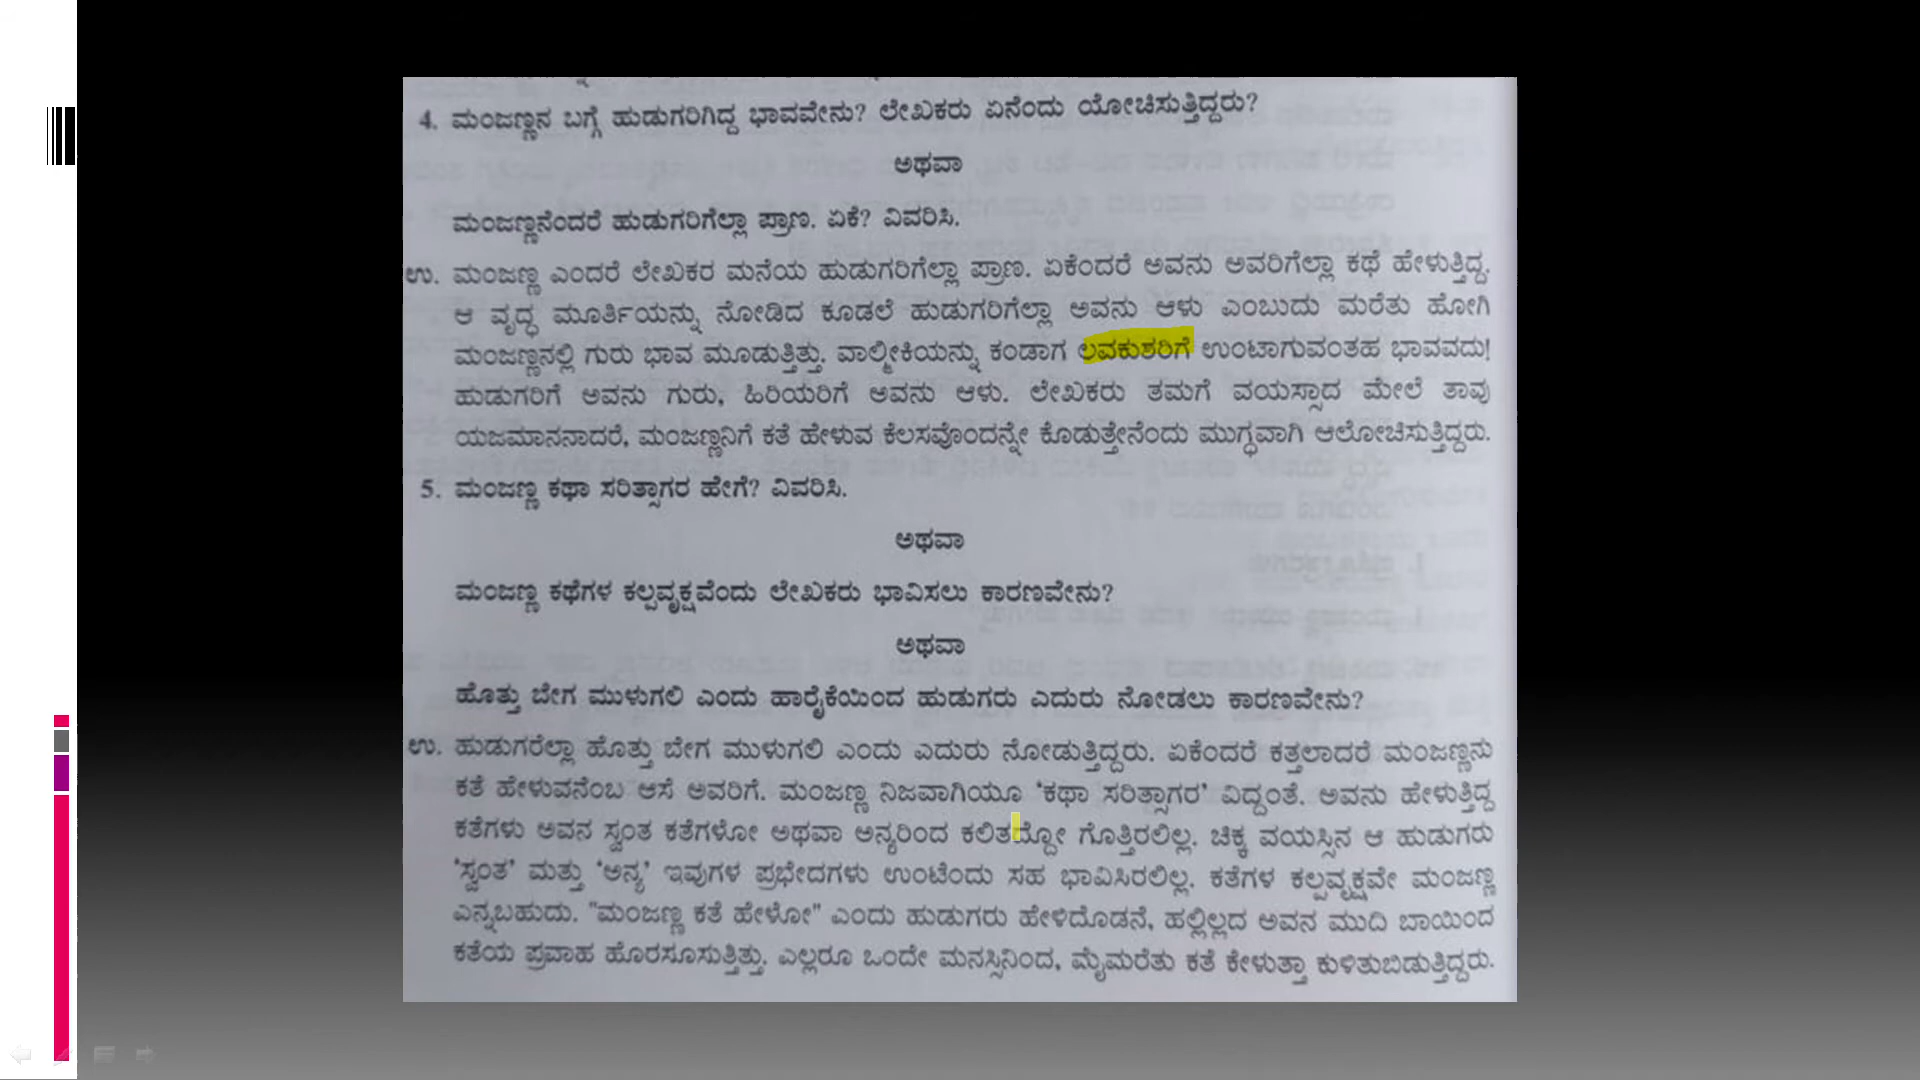 4. ಮಂಜಣ್ಣನ ಬಗ್ಗೆ ಹುಡುಗರಿಗಿದ್ದ ಭಾವವೇನು? ಲೇಖಕರು ಏನೆಂದು ಯೋಚಿಸುತ್ತಿದ್ದರು?
ಅಥವಾ
ಮಂಜಣ್ಣನೆಂದರೆ ಹುಡುಗರಿಗೆಲ್ಲಾ ಪ್ರಾಣ. ಏಕೆ? ವಿವರಿಸಿ.
ಉ. ಮಂಜಣ್ಣ ಎಂದರೆ ಲೇಖಕರ ಮನೆಯ ಹುಡುಗರಿಗೆಲ್ಲಾ ಪ್ರಾಣ. ಏಕೆಂದರೆ ಅವನು ಅವರಿಗೆಲ್ಲಾ ಕಥೆ ಹೇಳುತ್ತಿದ್ದ.
ಆ ವೃದ್ಧ ಮೂರ್ತಿಯನ್ನು ನೋಡಿದ ಕೂಡಲೆ ಹುಡುಗರಿಗೆಲ್ಲಾ ಅವನು ಆಳು ಎಂಬುದು ಮರೆತು ಹೋಗಿ
ಮಂಜಣ್ಣನಲ್ಲಿ ಗುರು ಭಾವ ಮೂಡುತ್ತಿತ್ತು. ವಾಲ್ಮೀಕಿಯನ್ನು ಕಂಡಾಗ ಲವಕುಶರಿಗೆ ಉಂಟಾಗುವಂತಹ ಭಾವವದು!
ಹುಡುಗರಿಗೆ ಅವನು ಗುರು, ಹಿರಿಯರಿಗೆ ಅವನು ಆಳು. ಲೇಖಕರು ತಮಗೆ ವಯಸ್ಸಾದ ಮೇಲೆ ತಾವು
ಯಜಮಾನನಾದರೆ, ಮಂಜಣ್ಣನಿಗೆ ಕತೆ ಹೇಳುವ ಕೆಲಸವೊಂದನ್ನೇ ಕೊಡುತ್ತೇನೆಂದು ಮುಗ್ಧವಾಗಿ ಆಲೋಚಿಸುತ್ತಿದ್ದರು.
5. ಮಂಜಣ್ಣ ಕಥಾ ಸರಿತ್ಸಾಗರ ಹೇಗೆ? ವಿವರಿಸಿ.
ಅಥವಾ
ಮಂಜಣ್ಣ ಕಥೆಗಳ ಕಲ್ಪವೃಕ್ಷವೆಂದು ಲೇಖಕರು ಭಾವಿಸಲು ಕಾರಣವೇನು?
ಅಥವಾ
ಹೊತ್ತು ಬೇಗ ಮುಳುಗಲಿ ಎಂದು ಹಾರೈಕೆಯಿಂದ ಹುಡುಗರು ಎದುರು ನೋಡಲು ಕಾರಣವೇನು?
ಉ. ಹುಡುಗರೆಲ್ಲಾ ಹೊತ್ತು ಬೇಗ ಮುಳುಗಲಿ ಎಂದು ಎದುರು ನೋಡುತ್ತಿದ್ದರು. ಏಕೆಂದರೆ ಕತ್ತಲಾದರೆ ಮಂಜಣ್ಣನು
ಕತೆ ಹೇಳುವನೆಂಬ ಆಸೆ ಅವರಿಗೆ. ಮಂಜಣ್ಣ ನಿಜವಾಗಿಯೂ ‘ಕಥಾ ಸರಿತ್ಸಾಗರ’ ವಿದ್ದಂತೆ. ಅವನು ಹೇಳುತ್ತಿದ್ದ
ಕತೆಗಳು ಅವನ ಸ್ವಂತ ಕತೆಗಳೋ ಅಥವಾ ಅನ್ಯರಿಂದ ಕಲಿತದ್ದೋ ಗೊತ್ತಿರಲಿಲ್ಲ. ಚಿಕ್ಕ ವಯಸ್ಸಿನ ಆ ಹುಡುಗರು
‘ಸ್ವಂತ’ ಮತ್ತು ‘ಅನ್ಯ’ ಇವುಗಳ ಪ್ರಭೇದಗಳು ಉಂಟೆಂದು ಸಹ ಭಾವಿಸಿರಲಿಲ್ಲ. ಕತೆಗಳ ಕಲ್ಪವೃಕ್ಷವೇ ಮಂಜಣ್ಣ
ಎನ್ನಬಹುದು. "ಮಂಜಣ್ಣ ಕತೆ ಹೇಳೋ" ಎಂದು ಹುಡುಗರು ಹೇಳಿದೊಡನೆ, ಹಲ್ಲಿಲ್ಲದ ಅವನ ಮುದಿ ಬಾಯಿಂದ
ಕತೆಯ ಪ್ರವಾಹ ಹೊರಸೂಸುತ್ತಿತ್ತು. ಎಲ್ಲರೂ ಒಂದೇ ಮನಸ್ಸಿನಿಂದ, ಮೈಮರೆತು ಕತೆ ಕೇಳುತ್ತಾ ಕುಳಿತುಬಿಡುತ್ತಿದ್ದರು.